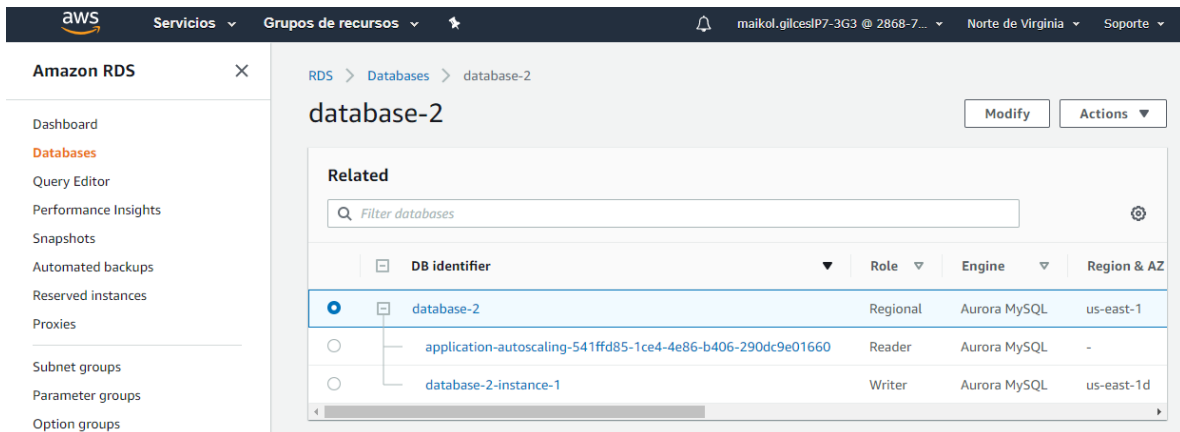 aws Servicios Grupos de recursos maikol.gilceslP7-3G3 @ 2868-7... Norte de Virginia Soporte
Amazon RDS
Dashboard
Databases
Query Editor
Performance Insights
Snapshots
Automated backups
Reserved instances
Proxies
Subnet groups
Parameter groups
Option groups
RDS > Databases > database-2
database-2
Modify Actions
Related
Filter databases
DB identifier Role Engine Region & AZ
database-2 Regional Aurora MySQL us-east-1
application-autoscaling-541ffd85-1ce4-4e86-b406-290dc9e01660 Reader Aurora MySQL -
database-2-instance-1 Writer Aurora MySQL us-east-1d